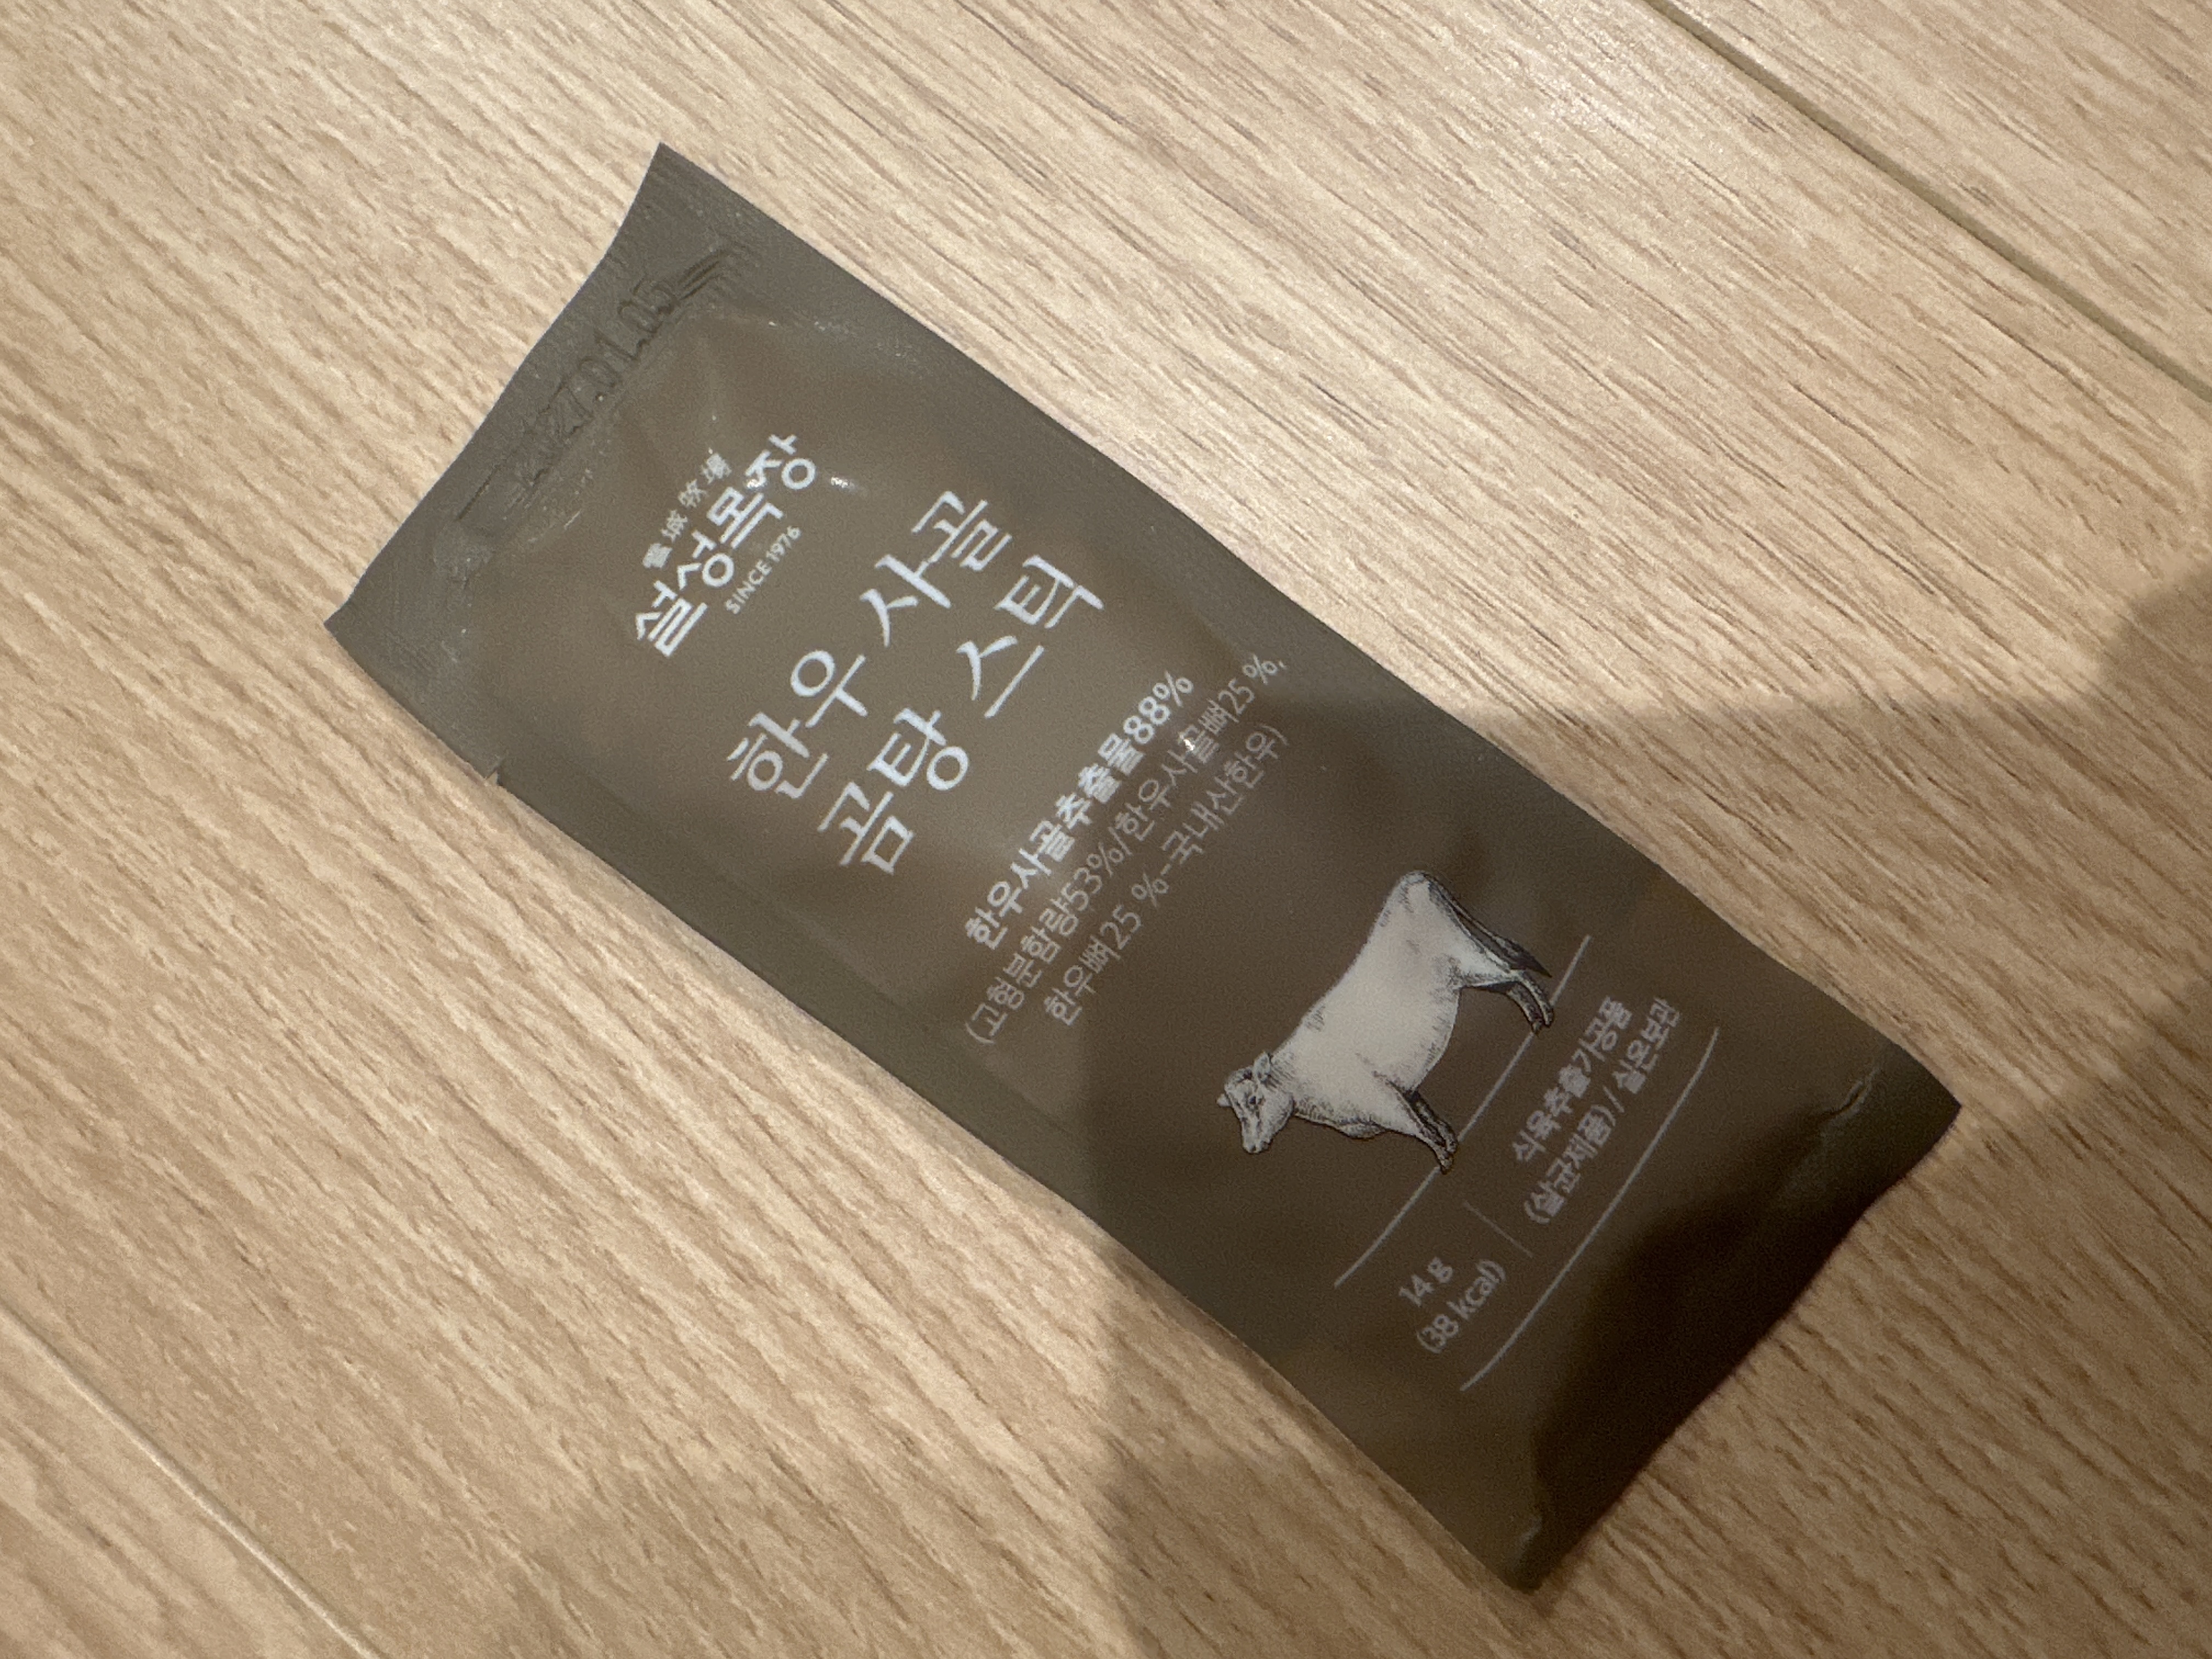 2027.01.05
雪城牧場
설성목장
SINCE 1976
한우 사골
곰탕 스틱
한우사골추출물88%
(고형분함량53%/한우사골뼈25 %,
한우뼈25 %-국내산한우)
14 g
(38 kcal)
식육추출가공품
(살균제품) / 실온보관